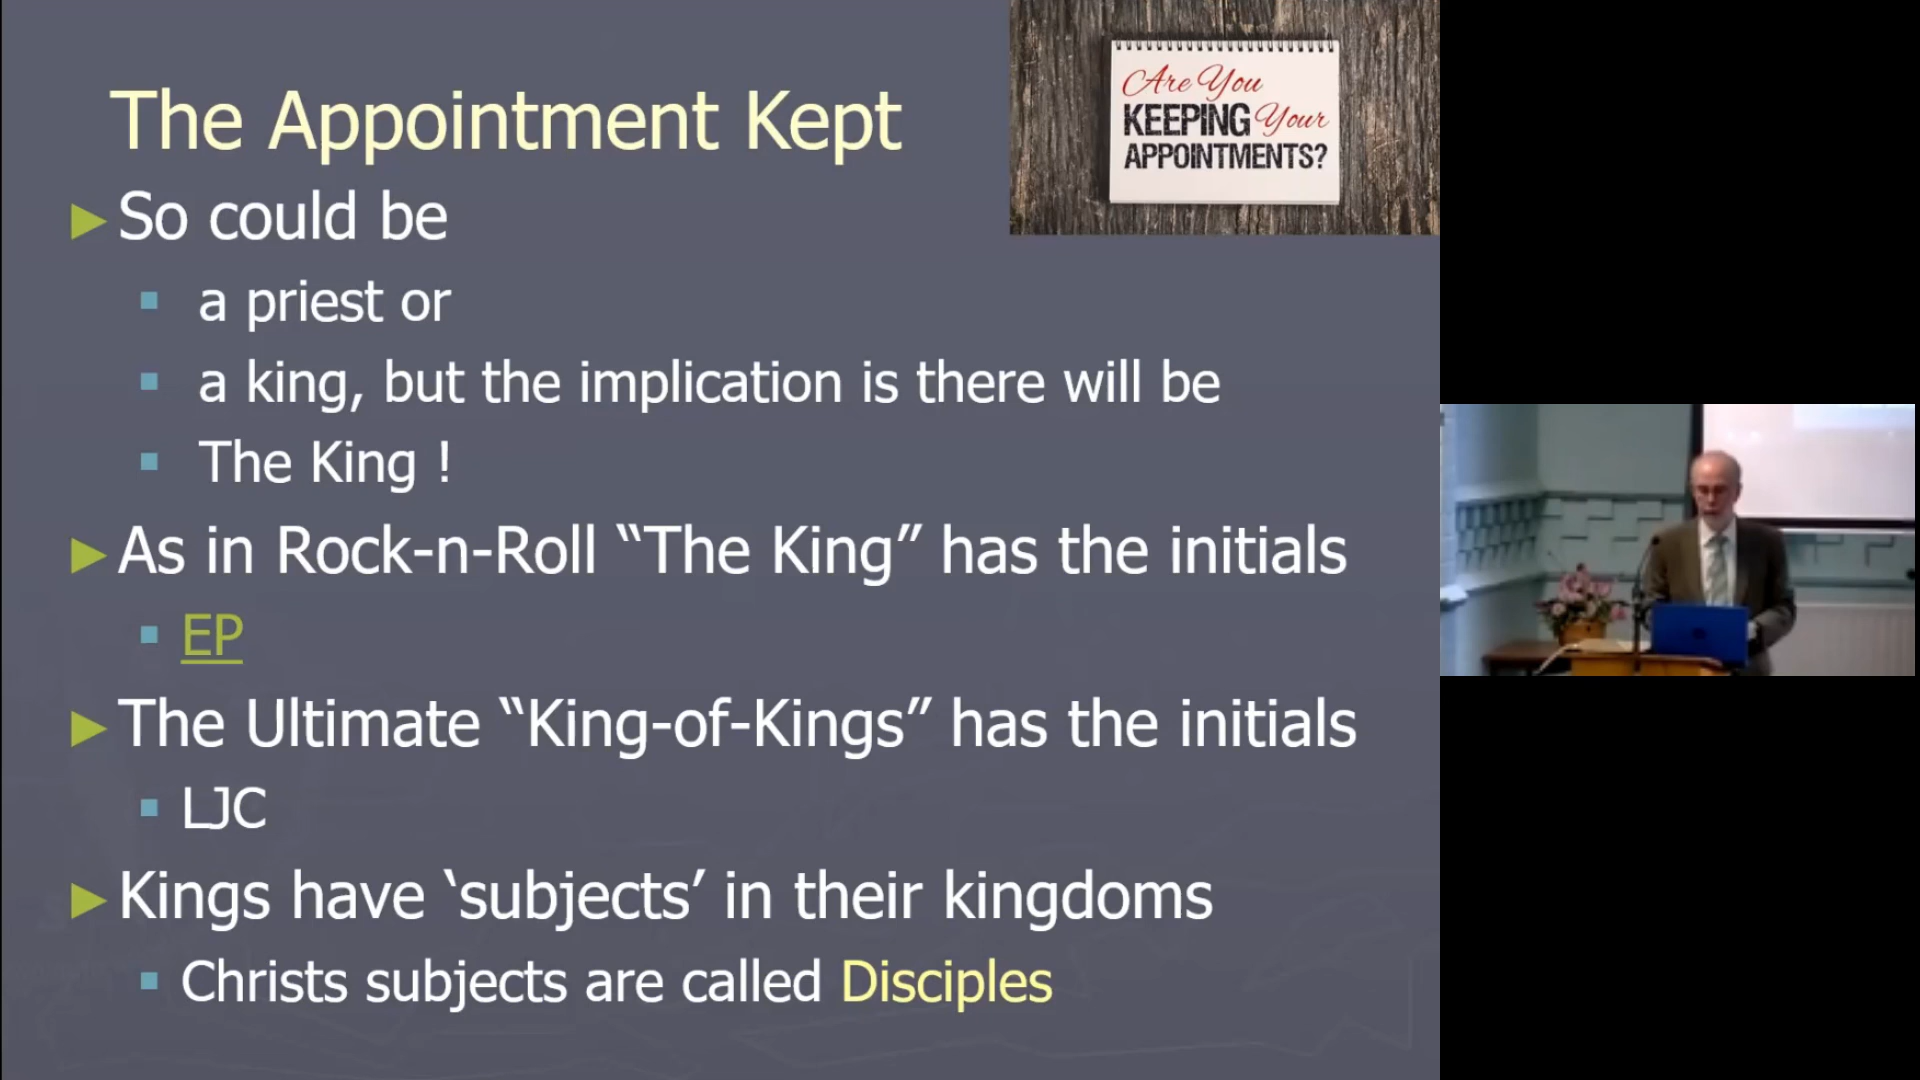 The Appointment Kept
Are You
KEEPING Your
APPOINTMENTS?
►So could be
▪ a priest or
▪ a king, but the implication is there will be
▪ The King !
►As in Rock-n-Roll “The King” has the initials
▪ EP
►The Ultimate “King-of-Kings” has the initials
▪ LJC
►Kings have ‘subjects’ in their kingdoms
▪ Christs subjects are called Disciples